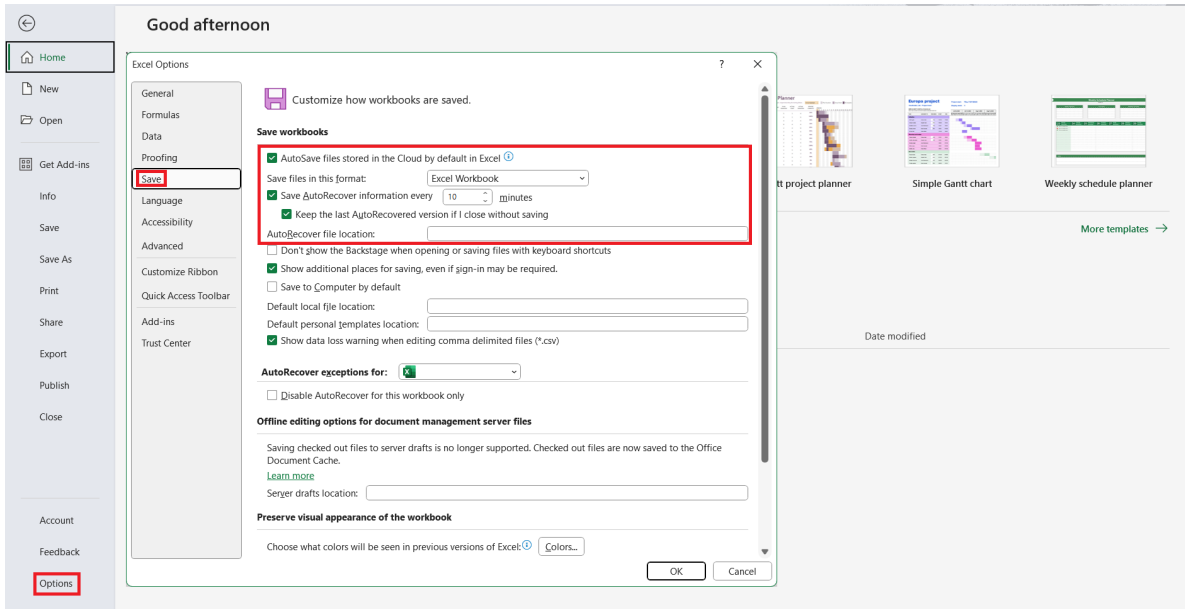 Good afternoon
Home
New
Open
Get Add-ins
Info
Save
Save As
Print
Share
Export
Publish
Close
Account
Feedback
Options
Excel Options
?
General
Formulas
Data
Proofing
Save
Language
Accessibility
Advanced
Customize Ribbon
Quick Access Toolbar
Add-ins
Trust Center
Customize how workbooks are saved.
Save workbooks
AutoSave files stored in the Cloud by default in Excel
Save files in this format: Excel Workbook
Save AutoRecover information every 10 minutes
Keep the last AutoRecovered version if I close without saving
AutoRecover file location:
Don't show the Backstage when opening or saving files with keyboard shortcuts
Show additional places for saving, even if sign-in may be required.
Save to Computer by default
Default local file location:
Default personal templates location:
Show data loss warning when editing comma delimited files (*.csv)
AutoRecover exceptions for:
Disable AutoRecover for this workbook only
Offline editing options for document management server files
Saving checked out files to server drafts is no longer supported. Checked out files are now saved to the Office
Document Cache.
Learn more
Server drafts location:
Preserve visual appearance of the workbook
Choose what colors will be seen in previous versions of Excel: Colors...
OK Cancel
Planner
Europe project
tt project planner
Simple Gantt chart
Weekly schedule planner
More templates
Date modified